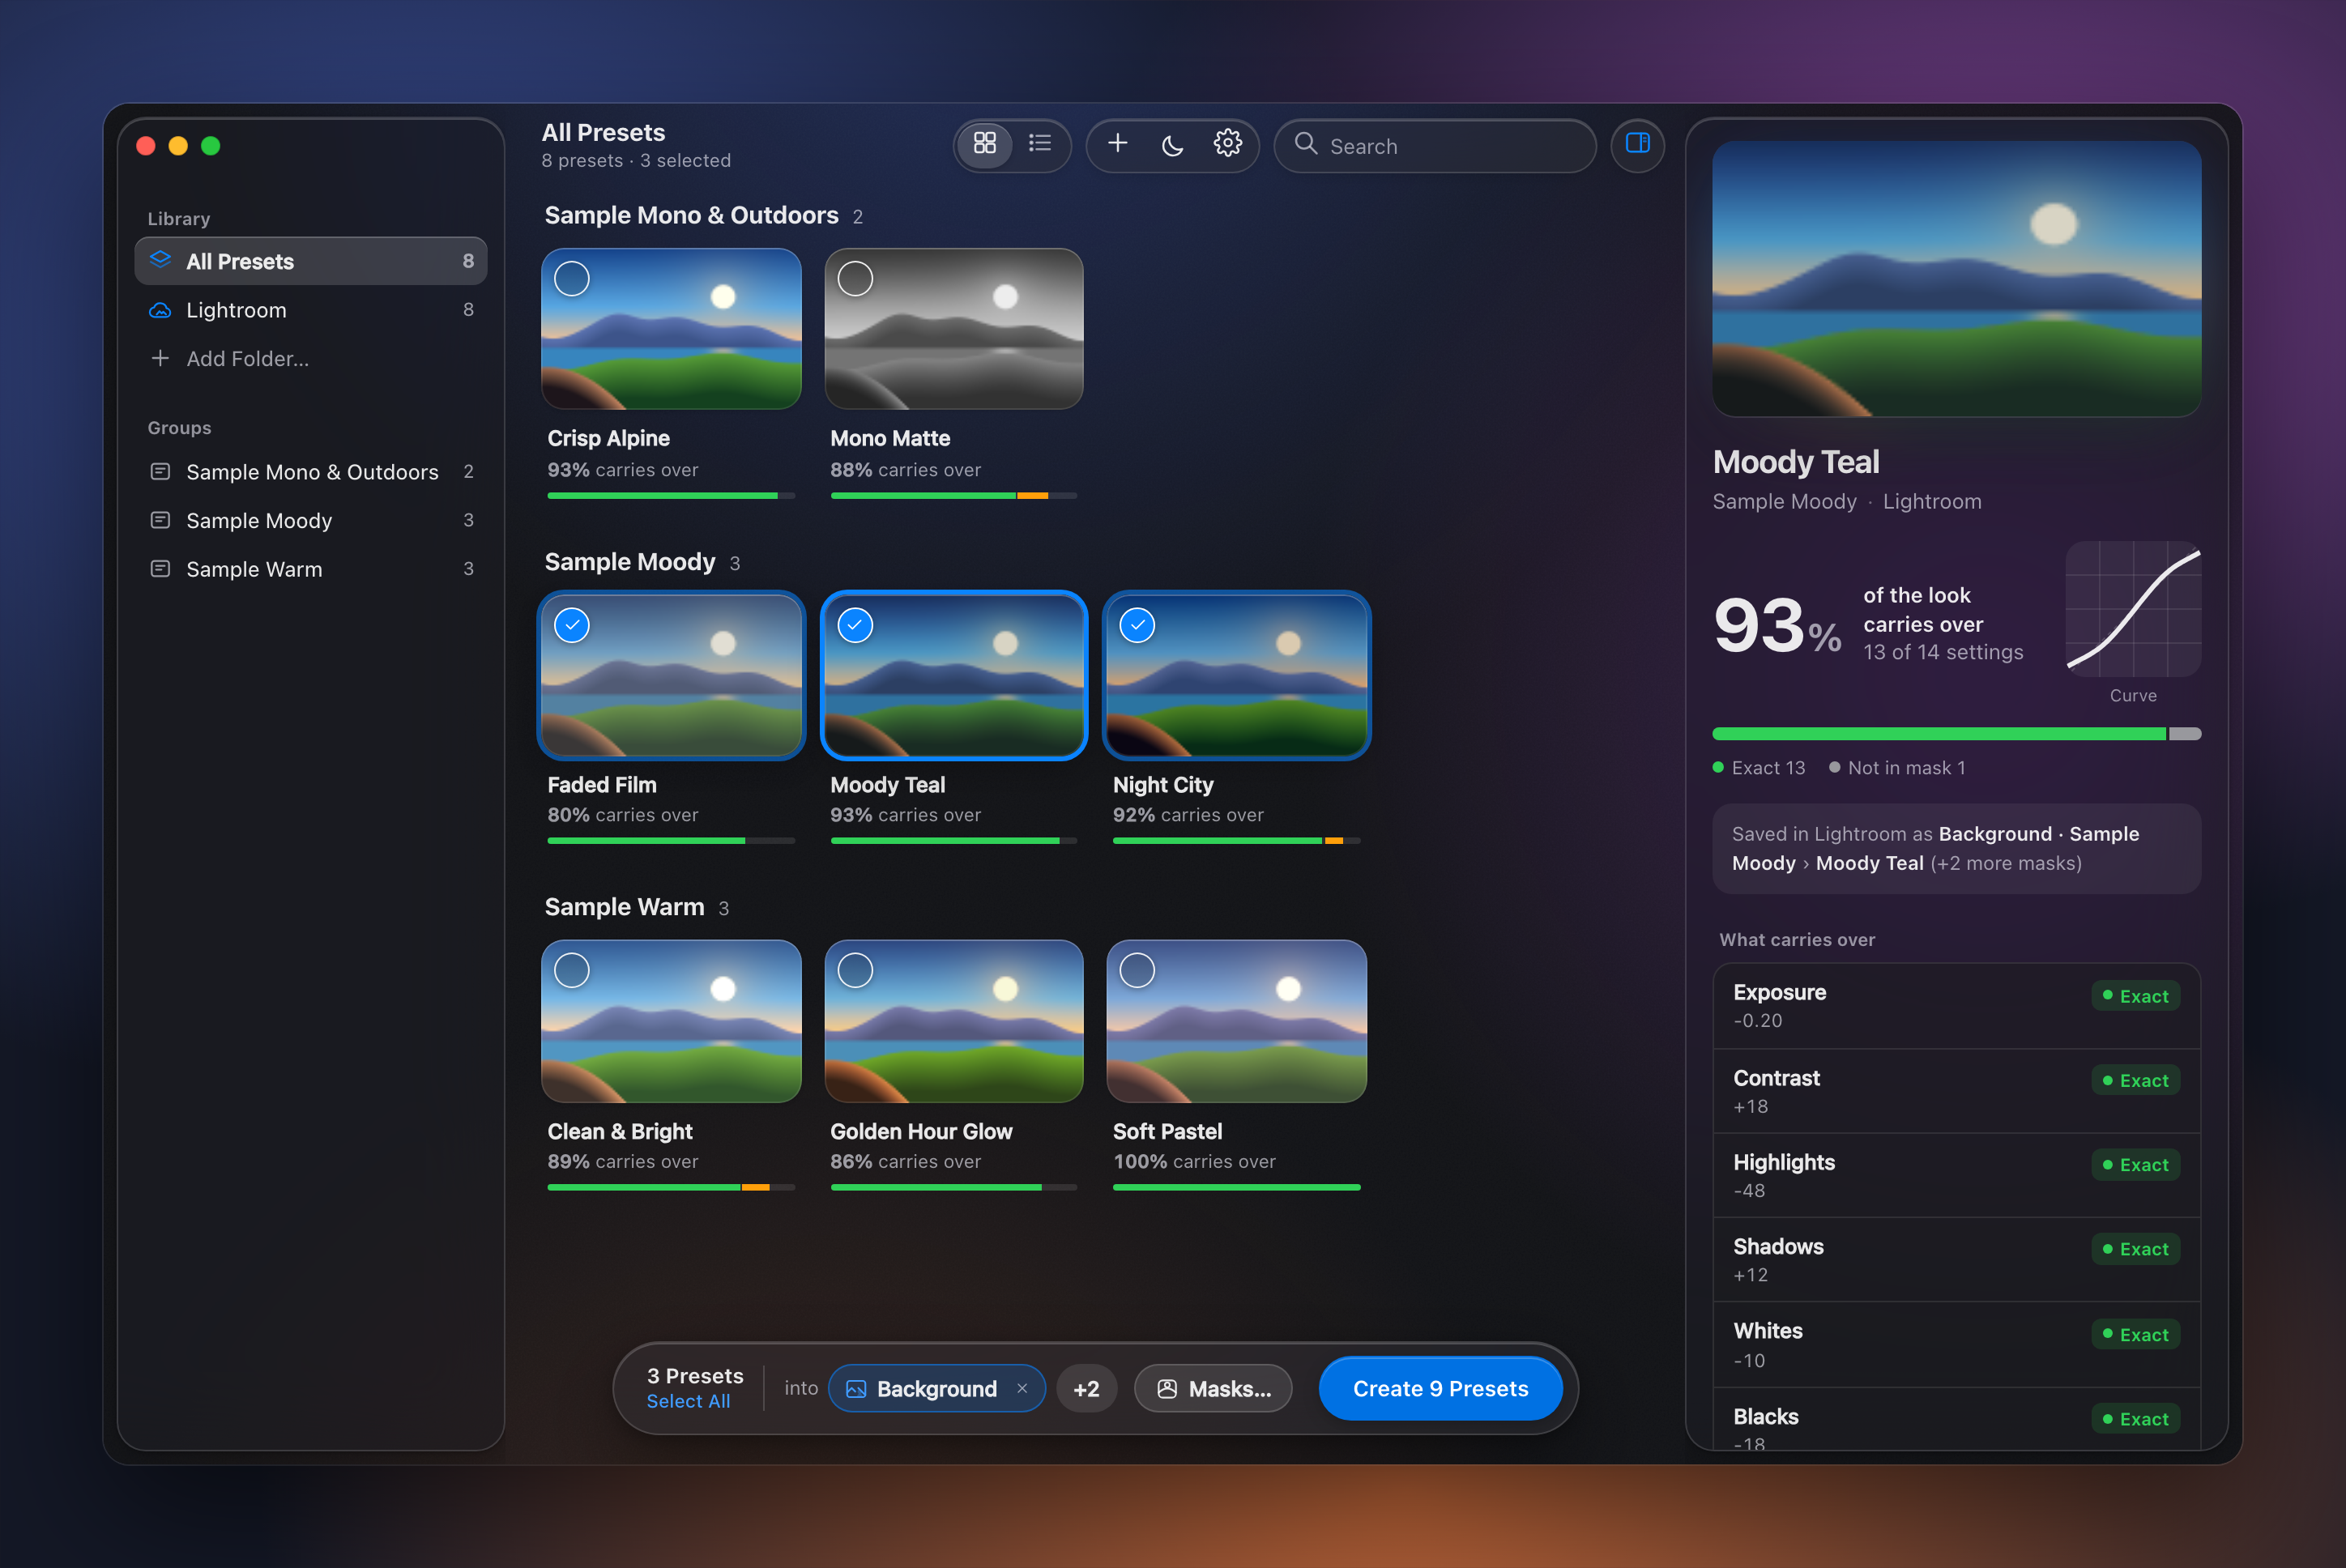 Library
All Presets 8
Lightroom 8
Add Folder...
Groups
Sample Mono & Outdoors 2
Sample Moody 3
Sample Warm 3
All Presets
8 presets · 3 selected
Search
Sample Mono & Outdoors 2
Crisp Alpine
93% carries over
Mono Matte
88% carries over
Sample Moody 3
Faded Film
80% carries over
Moody Teal
93% carries over
Night City
92% carries over
Sample Warm 3
Clean & Bright
89% carries over
Golden Hour Glow
86% carries over
Soft Pastel
100% carries over
3 Presets
Select All
into
Background ×
+2
Masks...
Create 9 Presets
Moody Teal
Sample Moody · Lightroom
93%
of the look
carries over
13 of 14 settings
Curve
Exact 13
Not in mask 1
Saved in Lightroom as Background · Sample
Moody › Moody Teal (+2 more masks)
What carries over
Exposure
-0.20
Exact
Contrast
+18
Exact
Highlights
-48
Exact
Shadows
+12
Exact
Whites
-10
Exact
Blacks
-18
Exact